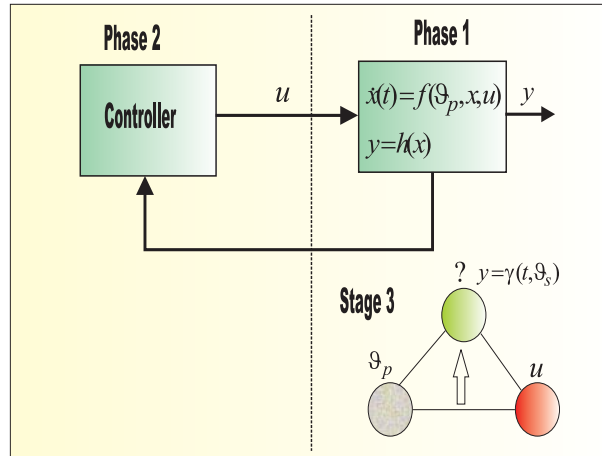 Phase 2
Phase 1
Controller
u
ẋ(t)=f(ϑₚ,x,u)
y=h(x)
y
Stage 3
? y=γ(t,ϑₛ)
ϑₚ
u